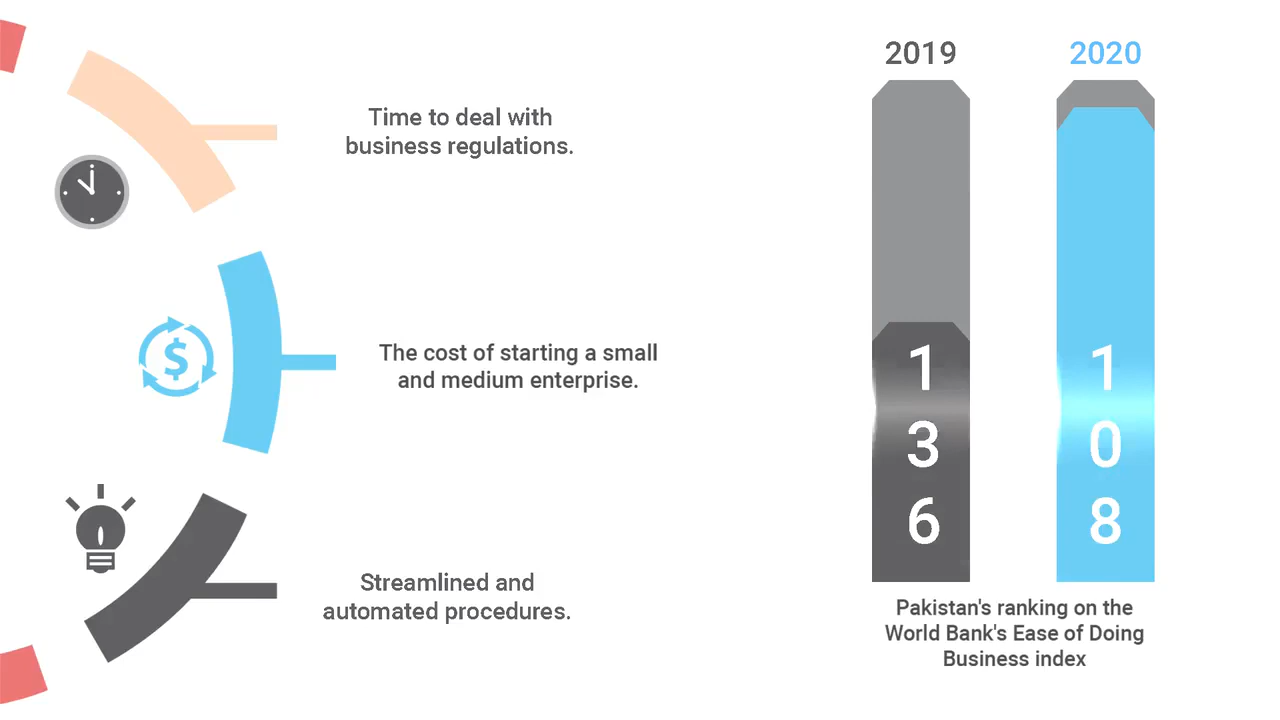 Time to deal with
business regulations.
The cost of starting a small
and medium enterprise.
Streamlined and
automated procedures.
2019
2020
1
3
6
1
0
8
Pakistan's ranking on the
World Bank's Ease of Doing
Business index
$